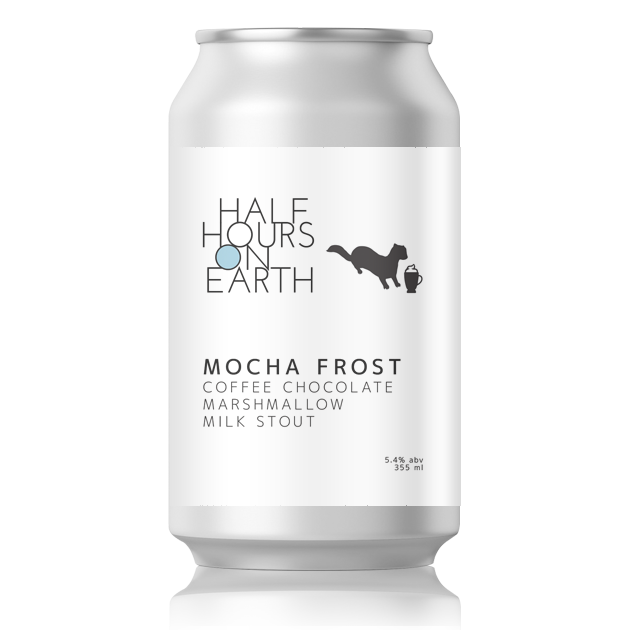 HALF
HOURS
ON
EARTH
MOCHA FROST
COFFEE CHOCOLATE
MARSHMALLOW
MILK STOUT
5.4% abv
355 ml